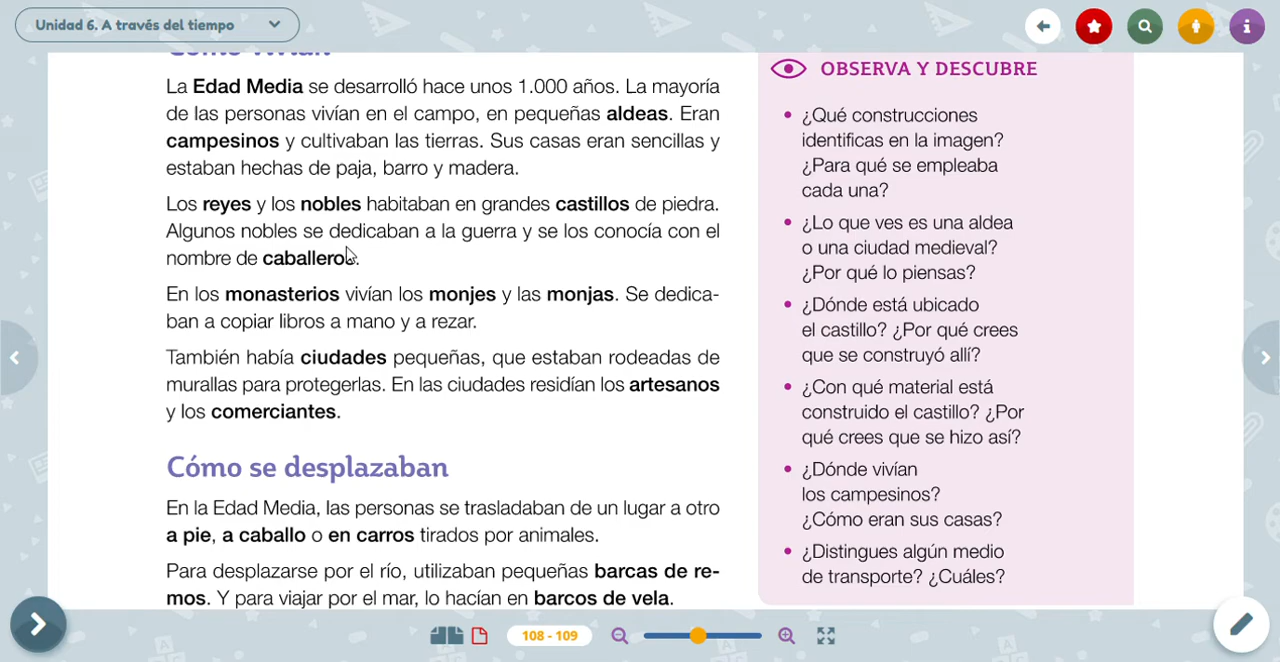 Unidad 6. A través del tiempo
Cómo vivían
La Edad Media se desarrolló hace unos 1.000 años. La mayoría
de las personas vivían en el campo, en pequeñas aldeas. Eran
campesinos y cultivaban las tierras. Sus casas eran sencillas y
estaban hechas de paja, barro y madera.
Los reyes y los nobles habitaban en grandes castillos de piedra.
Algunos nobles se dedicaban a la guerra y se los conocía con el
nombre de caballeros.
En los monasterios vivían los monjes y las monjas. Se dedica-
ban a copiar libros a mano y a rezar.
También había ciudades pequeñas, que estaban rodeadas de
murallas para protegerlas. En las ciudades residían los artesanos
y los comerciantes.
Cómo se desplazaban
En la Edad Media, las personas se trasladaban de un lugar a otro
a pie, a caballo o en carros tirados por animales.
Para desplazarse por el río, utilizaban pequeñas barcas de re-
mos. Y para viajar por el mar, lo hacían en barcos de vela.
OBSERVA Y DESCUBRE
• ¿Qué construcciones
identificas en la imagen?
¿Para qué se empleaba
cada una?
• ¿Lo que ves es una aldea
o una ciudad medieval?
¿Por qué lo piensas?
• ¿Dónde está ubicado
el castillo? ¿Por qué crees
que se construyó allí?
• ¿Con qué material está
construido el castillo? ¿Por
qué crees que se hizo así?
• ¿Dónde vivían
los campesinos?
¿Cómo eran sus casas?
• ¿Distingues algún medio
de transporte? ¿Cuáles?
108 - 109